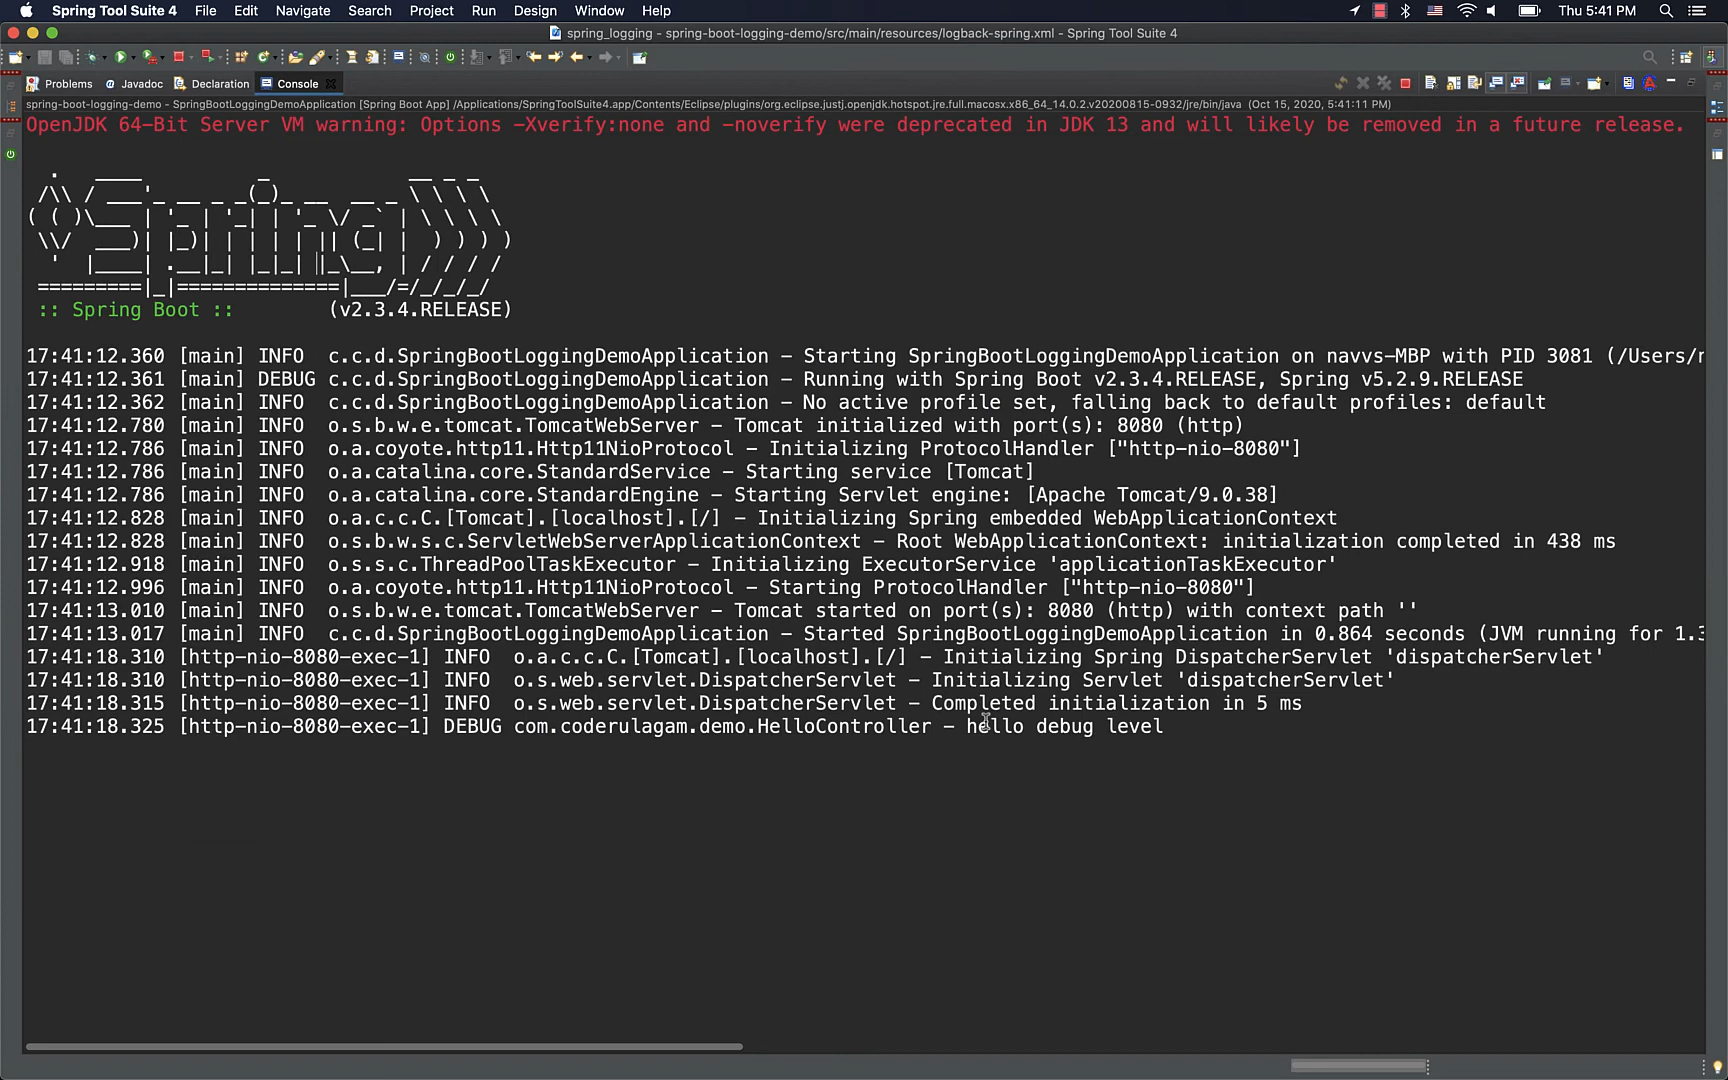 Spring Tool Suite 4 File Edit Navigate Search Project Run Design Window Help Thu 5:41 PM
spring_logging - spring-boot-logging-demo/src/main/resources/logback-spring.xml - Spring Tool Suite 4
Problems @ Javadoc Declaration Console
spring-boot-logging-demo - SpringBootLoggingDemoApplication [Spring Boot App] /Applications/SpringToolSuite4.app/Contents/Eclipse/plugins/org.eclipse.justj.openjdk.hotspot.jre.full.macosx.x86_64_14.0.2.v20200815-0932/jre/bin/java (Oct 15, 2020, 5:41:11 PM)
OpenJDK 64-Bit Server VM warning: Options -Xverify:none and -noverify were deprecated in JDK 13 and will likely be removed in a future release.
Spring
:: Spring Boot :: (v2.3.4.RELEASE)
17:41:12.360 [main] INFO c.c.d.SpringBootLoggingDemoApplication - Starting SpringBootLoggingDemoApplication on navvs-MBP with PID 3081 (/Users/
17:41:12.361 [main] DEBUG c.c.d.SpringBootLoggingDemoApplication - Running with Spring Boot v2.3.4.RELEASE, Spring v5.2.9.RELEASE
17:41:12.362 [main] INFO c.c.d.SpringBootLoggingDemoApplication - No active profile set, falling back to default profiles: default
17:41:12.780 [main] INFO o.s.b.w.e.tomcat.TomcatWebServer - Tomcat initialized with port(s): 8080 (http)
17:41:12.786 [main] INFO o.a.coyote.http11.Http11NioProtocol - Initializing ProtocolHandler ["http-nio-8080"]
17:41:12.786 [main] INFO o.a.catalina.core.StandardService - Starting service [Tomcat]
17:41:12.786 [main] INFO o.a.catalina.core.StandardEngine - Starting Servlet engine: [Apache Tomcat/9.0.38]
17:41:12.828 [main] INFO o.a.c.c.C.[Tomcat].[localhost].[/] - Initializing Spring embedded WebApplicationContext
17:41:12.828 [main] INFO o.s.b.w.s.c.ServletWebServerApplicationContext - Root WebApplicationContext: initialization completed in 438 ms
17:41:12.918 [main] INFO o.s.s.c.ThreadPoolTaskExecutor - Initializing ExecutorService 'applicationTaskExecutor'
17:41:12.996 [main] INFO o.a.coyote.http11.Http11NioProtocol - Starting ProtocolHandler ["http-nio-8080"]
17:41:13.010 [main] INFO o.s.b.w.e.tomcat.TomcatWebServer - Tomcat started on port(s): 8080 (http) with context path ''
17:41:13.017 [main] INFO c.c.d.SpringBootLoggingDemoApplication - Started SpringBootLoggingDemoApplication in 0.864 seconds (JVM running for 1.3
17:41:18.310 [http-nio-8080-exec-1] INFO o.a.c.c.C.[Tomcat].[localhost].[/] - Initializing Spring DispatcherServlet 'dispatcherServlet'
17:41:18.310 [http-nio-8080-exec-1] INFO o.s.web.servlet.DispatcherServlet - Initializing Servlet 'dispatcherServlet'
17:41:18.315 [http-nio-8080-exec-1] INFO o.s.web.servlet.DispatcherServlet - Completed initialization in 5 ms
17:41:18.325 [http-nio-8080-exec-1] DEBUG com.coderulagam.demo.HelloController - hello debug level